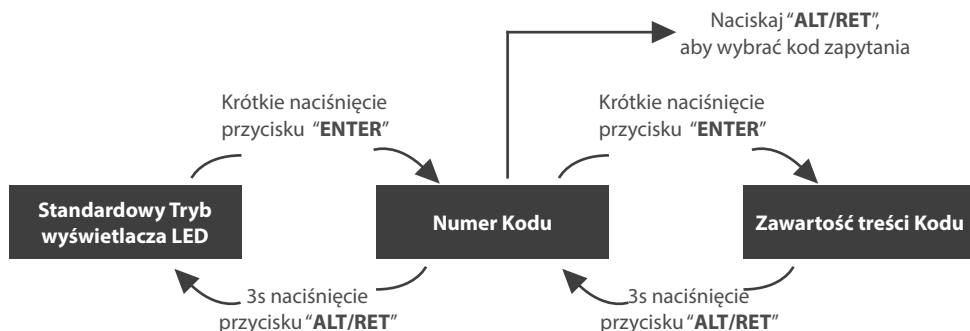 Naciskaj “ALT/RET”,
aby wybrać kod zapytania
Krótkie naciśnięcie
przycisku “ENTER”
Krótkie naciśnięcie
przycisku “ENTER”
Standardowy Tryb
wyświetlacza LED
Numer Kodu
Zawartość treści Kodu
3s naciśnięcie
przycisku “ALT/RET”
3s naciśnięcie
przycisku “ALT/RET”